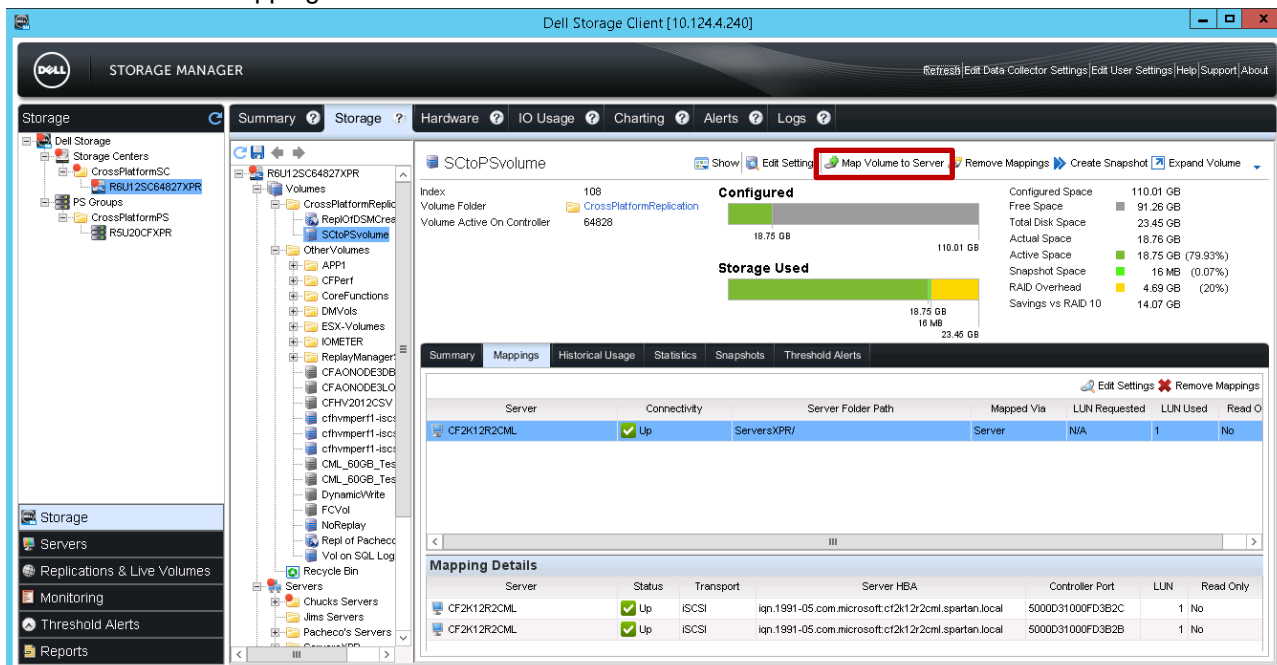 Dell Storage Client [10.124.4.240]
DELL STORAGE MANAGER
Refresh|Edit Data Collector Settings|Edit User Settings|Help|Support|About
Storage
Dell Storage
Storage Centers
CrossPlatformSC
R6U12SC64827XPR
PS Groups
CrossPlatformPS
R5U20CFXPR
Storage
Servers
Replications & Live Volumes
Monitoring
Threshold Alerts
Reports
Summary ? Storage ? Hardware ? IO Usage ? Charting ? Alerts ? Logs ?
R6U12SC64827XPR
Volumes
CrossPlatformReplic
ReplOfDSMCrea
SCtoPSvolume
OtherVolumes
APP1
CFPerf
CoreFunctions
DMVols
ESX-Volumes
IOMETER
ReplayManager
CFAONODE3DB
CFAONODE3LO
CFHV2012CSV
cfhvmperf1-iscs
cfhvmperf1-iscs
cfhvmperf1-iscs
CML_60GB_Tes
CML_60GB_Tes
DynamicWrite
FCVol
NoReplay
Repl of Pachecc
Vol on SQL Log
Recycle Bin
Servers
Chucks Servers
Jims Servers
Pacheco's Servers
SCtoPSvolume Show Edit Setting Map Volume to Server Remove Mappings Create Snapshot Expand Volume
Index 108
Volume Folder CrossPlatformReplication
Volume Active On Controller 64828
Configured
18.75 GB
110.01 GB
Storage Used
18.75 GB
16 MB
23.45 GB
Configured Space 110.01 GB
Free Space 91.26 GB
Total Disk Space 23.45 GB
Actual Space 18.76 GB
Active Space 18.75 GB (79.93%)
Snapshot Space 16 MB (0.07%)
RAID Overhead 4.69 GB (20%)
Savings vs RAID 10 14.07 GB
Summary Mappings Historical Usage Statistics Snapshots Threshold Alerts
Edit Settings Remove Mappings
Server Connectivity Server Folder Path Mapped Via LUN Requested LUN Used Read O
CF2K12R2CML Up ServersXPR/ Server N/A 1 No
Mapping Details
Server Status Transport Server HBA Controller Port LUN Read Only
CF2K12R2CML Up iSCSI iqn.1991-05.com.microsoft:cf2k12r2cml.spartan.local 5000D31000FD3B2C 1 No
CF2K12R2CML Up iSCSI iqn.1991-05.com.microsoft:cf2k12r2cml.spartan.local 5000D31000FD3B2B 1 No